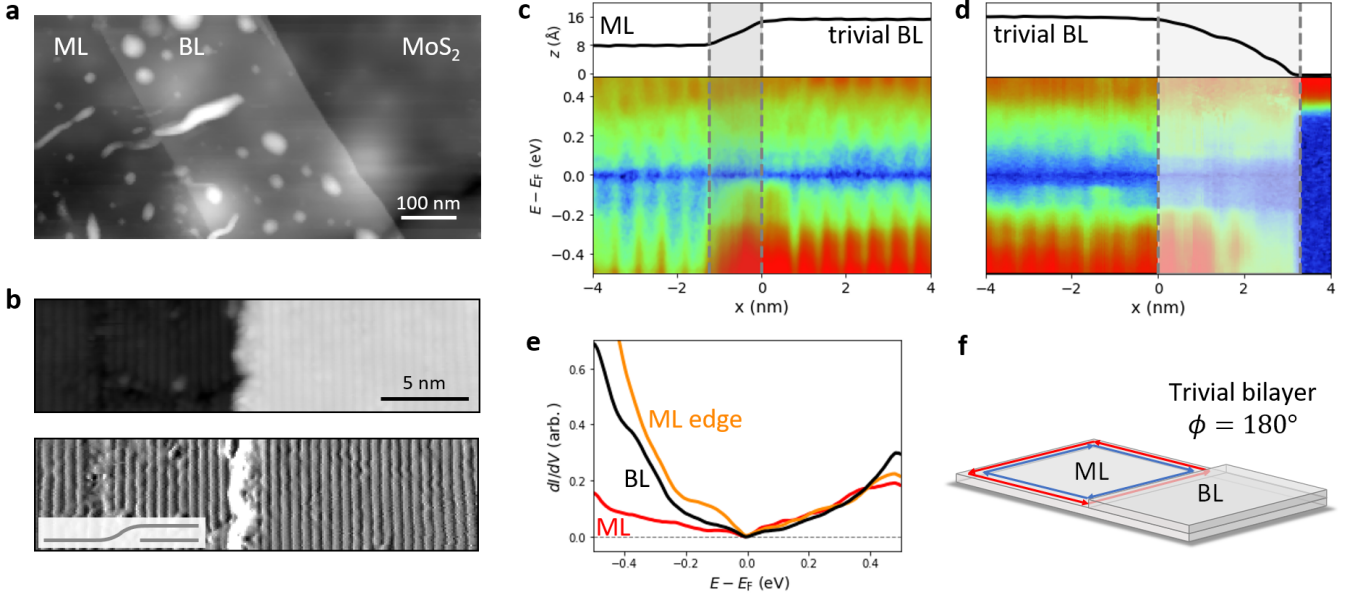 a
ML
BL
MoS₂
100 nm
b
5 nm
c
ML
trivial BL
z (Å)
16
8
0
E − E_F (eV)
0.4
0.2
0.0
−0.2
−0.4
−4
−2
0
2
4
x (nm)
d
trivial BL
−4
−2
0
2
4
x (nm)
e
dI/dV (arb.)
0.6
0.4
0.2
0.0
ML edge
BL
ML
−0.4
−0.2
0.0
0.2
0.4
E − E_F (eV)
f
Trivial bilayer
ϕ = 180°
ML
BL